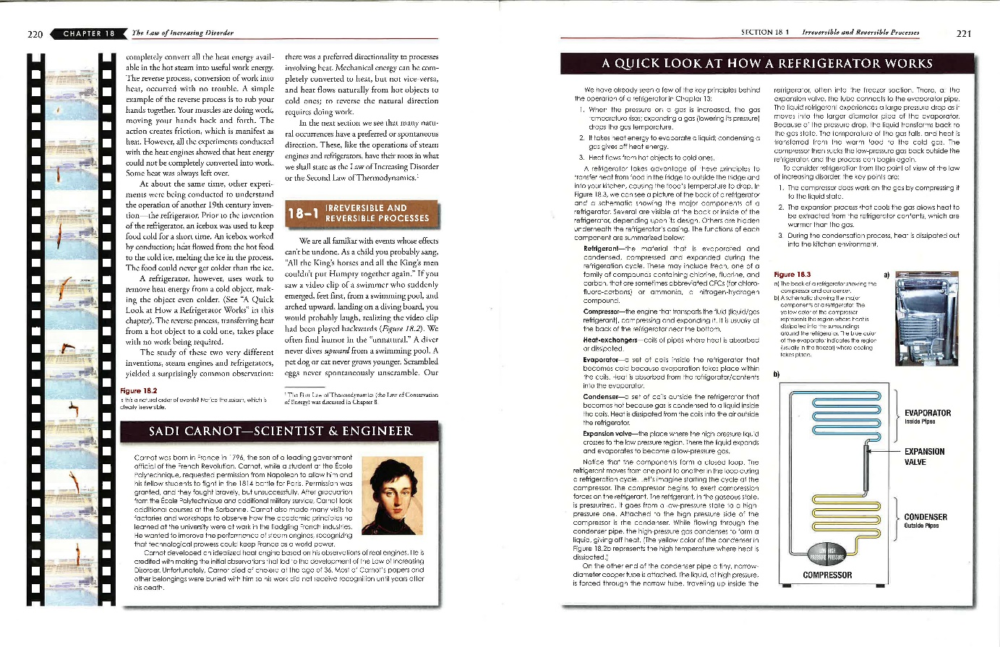 220 CHAPTER 18 The Law of Increasing Disorder
completely convert all the heat energy avail-
able in the hot steam into useful work energy.
The reverse process, conversion of work into
heat, occurred with no trouble. A simple
example of the reverse process is to rub your
hands together. Your muscles are doing work,
moving your hands back and forth. The
action creates friction, which is manifest as
heat. However, all the experiments conducted
with the heat engines showed that heat energy
could not be completely converted into work.
Some heat was always left over.
At about the same time, other experi-
ments were being conducted to understand
the operation of another 19th century inven-
tion—the refrigerator. Prior to the invention
of the refrigerator, an icebox was used to keep
food cold for a short time. An icebox worked
by conduction; heat flowed from the hot food
to the cold ice, melting the ice in the process.
The food could never get colder than the ice.
A refrigerator, however, uses work to
remove heat energy from a cold object, mak-
ing the object even colder. (See "A Quick
Look at How a Refrigerator Works" in this
chapter). The reverse process, transferring heat
from a hot object to a cold one, takes place
with no work being required.
The study of these two very different
inventions, steam engines and refrigerators,
yielded a surprisingly common observation:
there was a preferred directionality to processes
involving heat. Mechanical energy can be com-
pletely converted to heat, but not vice-versa,
and heat flows naturally from hot objects to
cold ones; to reverse the natural direction
requires doing work.
In the next section we see that many natu-
ral occurrences have a preferred or spontaneous
direction. These, like the operations of steam
engines and refrigerators, have their roots in what
we shall state as the Law of Increasing Disorder
or the Second Law of Thermodynamics.¹
18–1 IRREVERSIBLE AND
REVERSIBLE PROCESSES
We are all familiar with events whose effects
can't be undone. As a child you probably sang,
"All the King's horses and all the King's men
couldn't put Humpty together again." If you
saw a video clip of a swimmer who suddenly
emerged, feet first, from a swimming pool, and
arched upward, landing on a diving board, you
would probably laugh, realizing the video clip
had been played backwards (Figure 18.2). We
often find humor in the "unnatural." A diver
never dives upward from a swimming pool. A
pet dog or cat never grows younger. Scrambled
eggs never spontaneously unscramble. Our
¹ The First Law of Thermodynamics (the Law of Conservation
of Energy) was discussed in Chapter 8.
Figure 18.2
Is this a natural order of events? Notice the splash, which is
clearly irreversible.
SADI CARNOT—SCIENTIST & ENGINEER
Carnot was born in France in 1796, the son of a leading government
official of the French Revolution. Carnot, while a student at the École
Polytechnique, requested permission from Napoleon to allow him and
his fellow students to fight in the 1814 battle for Paris. Permission was
granted, and they fought bravely, but unsuccessfully. After graduation
from the École Polytechnique and additional military service, Carnot took
additional courses at the Sorbonne. Carnot also made many visits to
factories and workshops to observe how the academic principles he
learned at the university were at work in the fledgling French industries.
He wanted to improve the performance of steam engines, recognizing
that technological prowess could keep France as a world power.
Carnot developed an idealized heat engine based on his observations of real engines. He is
credited with making the initial observations that led to the development of the Law of Increasing
Disorder. Unfortunately, Carnot died of cholera at the age of 36. Most of Carnot's papers and
other belongings were buried with him so his work did not receive recognition until years after
his death.
SECTION 18-1 Irreversible and Reversible Processes 221
A QUICK LOOK AT HOW A REFRIGERATOR WORKS
We have already seen a few of the key principles behind
the operation of a refrigerator in Chapter 13:
1. When the pressure on a gas is increased, the gas
temperature rises; expanding a gas (lowering its pressure)
drops the gas temperature.
2. It takes heat energy to evaporate a liquid; condensing a
gas gives off heat energy.
3. Heat flows from hot objects to cold ones.
A refrigerator takes advantage of these principles to
transfer heat from food in the fridge to outside the fridge and
into your kitchen, causing the food's temperature to drop. In
Figure 18.3, we can see a picture of the back of a refrigerator
and a schematic showing the major components of a
refrigerator. Several are visible at the back or inside of the
refrigerator, depending upon its design. Others are hidden
underneath the refrigerator's casing. The functions of each
component are summarized below:
Refrigerant—the material that is evaporated and
condensed, compressed and expanded during the
refrigeration cycle. These may include freon, one of a
family of compounds containing chlorine, fluorine, and
carbon, that are sometimes abbreviated CFCs (for chloro-
fluoro-carbons) or ammonia, a nitrogen-hydrogen
compound.
Compressor—the engine that transports the fluid (liquid/gas
refrigerant), compressing and expanding it. It is usually at
the back of the refrigerator near the bottom.
Heat-exchangers—coils of pipes where heat is absorbed
or dissipated.
Evaporator—a set of coils inside the refrigerator that
becomes cold because evaporation takes place within
the coils. Heat is absorbed from the refrigerator/contents
into the evaporator.
Condenser—a set of coils outside the refrigerator that
becomes hot because gas is condensed to a liquid inside
the coils. Heat is dissipated from the coils into the air outside
the refrigerator.
Expansion valve—the place where the high pressure liquid
crosses to the low pressure region. There the liquid expands
and evaporates to become a low-pressure gas.
Notice that the components form a closed loop. The
refrigerant moves from one point to another in the loop during
a refrigeration cycle. Let's imagine starting the cycle at the
compressor. The compressor begins to exert compression
forces on the refrigerant. The refrigerant, in the gaseous state,
is pressurized. It goes from a low-pressure state to a high-
pressure one. Attached to the high pressure side of the
compressor is the condenser. While flowing through the
condenser pipe, the high-pressure gas condenses to form a
liquid, giving off heat. (The yellow color of the condenser in
Figure 18.2b represents the high temperature where heat is
dissipated.)
On the other end of the condenser pipe a tiny, narrow-
diameter copper tube is attached. The liquid, at high pressure,
is forced through the narrow tube, traveling up inside the
refrigerator, often into the freezer section. There, at the
expansion valve, the tube connects to the evaporator pipe.
The liquid refrigerant experiences a large pressure drop as it
moves into the larger diameter pipe of the evaporator.
Because of the pressure drop, the liquid transforms back to
the gas state. The temperature of the gas falls, and heat is
transferred from the warm food to the cold gas. The
compressor then sucks the low-pressure gas back outside the
refrigerator, and the process can begin again.
To consider refrigeration from the point of view of the law
of increasing disorder, the key points are:
1. The compressor does work on the gas by compressing it
to the liquid state.
2. The expansion process that cools the gas allows heat to
be extracted from the refrigerator contents, which are
warmer than the gas.
3. During the condensation process, heat is dissipated out
into the kitchen environment.
Figure 18.3
a) The back of a refrigerator showing the
compressor and condenser.
b) A schematic showing the major
components of a refrigerator. The
yellow color of the compressor
represents the region where heat is
dissipated into the surroundings
around the refrigerator. The blue color
of the evaporator indicates the region
(usually in the freezer) where cooling
takes place.
a)
b)
EVAPORATOR
Inside Pipes
EXPANSION
VALVE
CONDENSER
Outside Pipes
LOW HIGH
PRESSURE PRESSURE
COMPRESSOR